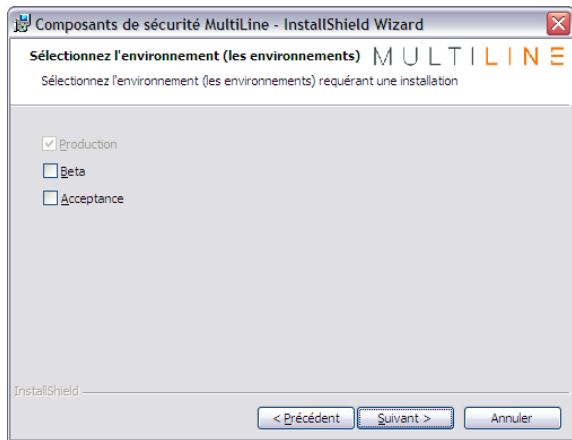 Composants de sécurité MultiLine - InstallShield Wizard
Sélectionnez l'environnement (les environnements)
MULTILINE
Sélectionnez l'environnement (les environnements) requérant une installation
Production
Beta
Acceptance
InstallShield
< Précédent
Suivant >
Annuler